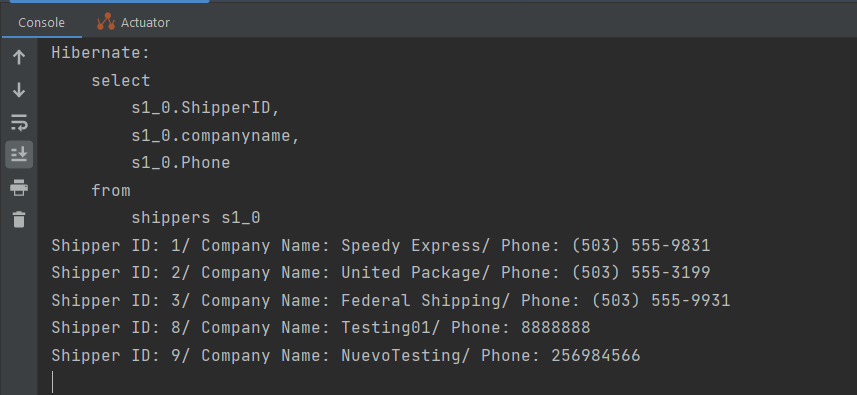 Console Actuator
Hibernate:
select
s1_0.ShipperID,
s1_0.companyname,
s1_0.Phone
from
shippers s1_0
Shipper ID: 1/ Company Name: Speedy Express/ Phone: (503) 555-9831
Shipper ID: 2/ Company Name: United Package/ Phone: (503) 555-3199
Shipper ID: 3/ Company Name: Federal Shipping/ Phone: (503) 555-9931
Shipper ID: 8/ Company Name: Testing01/ Phone: 8888888
Shipper ID: 9/ Company Name: NuevoTesting/ Phone: 256984566